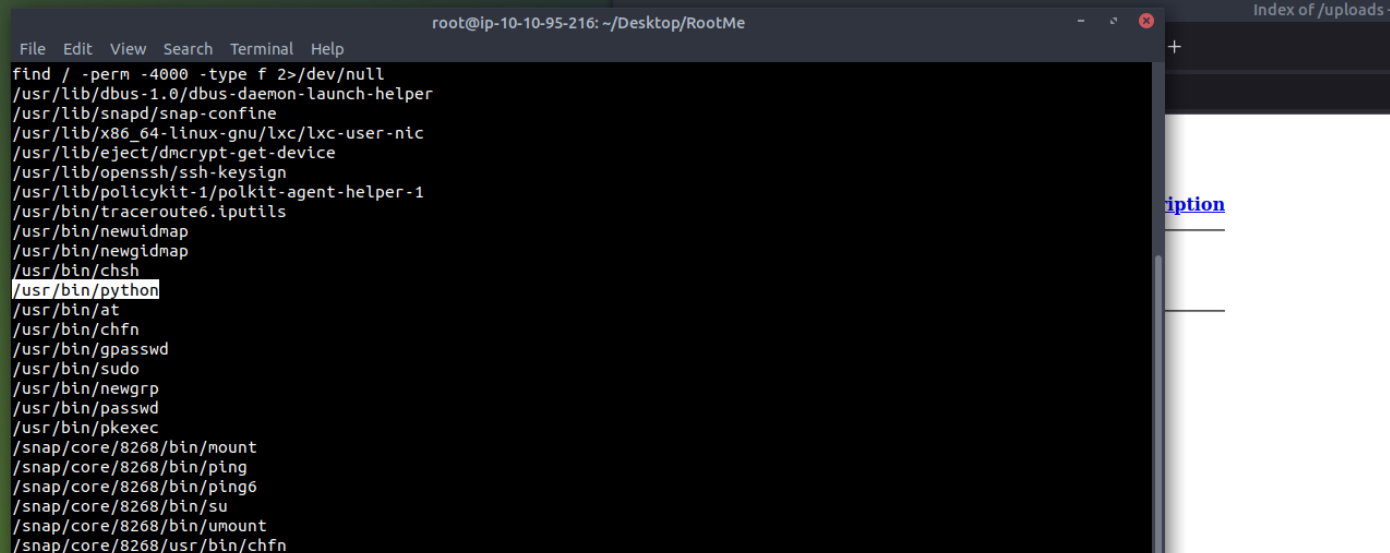 Index of /uploads -
root@ip-10-10-95-216: ~/Desktop/RootMe
File Edit View Search Terminal Help
find / -perm -4000 -type f 2>/dev/null
/usr/lib/dbus-1.0/dbus-daemon-launch-helper
/usr/lib/snapd/snap-confine
/usr/lib/x86_64-linux-gnu/lxc/lxc-user-nic
/usr/lib/eject/dmcrypt-get-device
/usr/lib/openssh/ssh-keysign
/usr/lib/policykit-1/polkit-agent-helper-1
/usr/bin/traceroute6.iputils
/usr/bin/newuidmap
/usr/bin/newgidmap
/usr/bin/chsh
/usr/bin/python
/usr/bin/at
/usr/bin/chfn
/usr/bin/gpasswd
/usr/bin/sudo
/usr/bin/newgrp
/usr/bin/passwd
/usr/bin/pkexec
/snap/core/8268/bin/mount
/snap/core/8268/bin/ping
/snap/core/8268/bin/ping6
/snap/core/8268/bin/su
/snap/core/8268/bin/umount
/snap/core/8268/usr/bin/chfn
ription